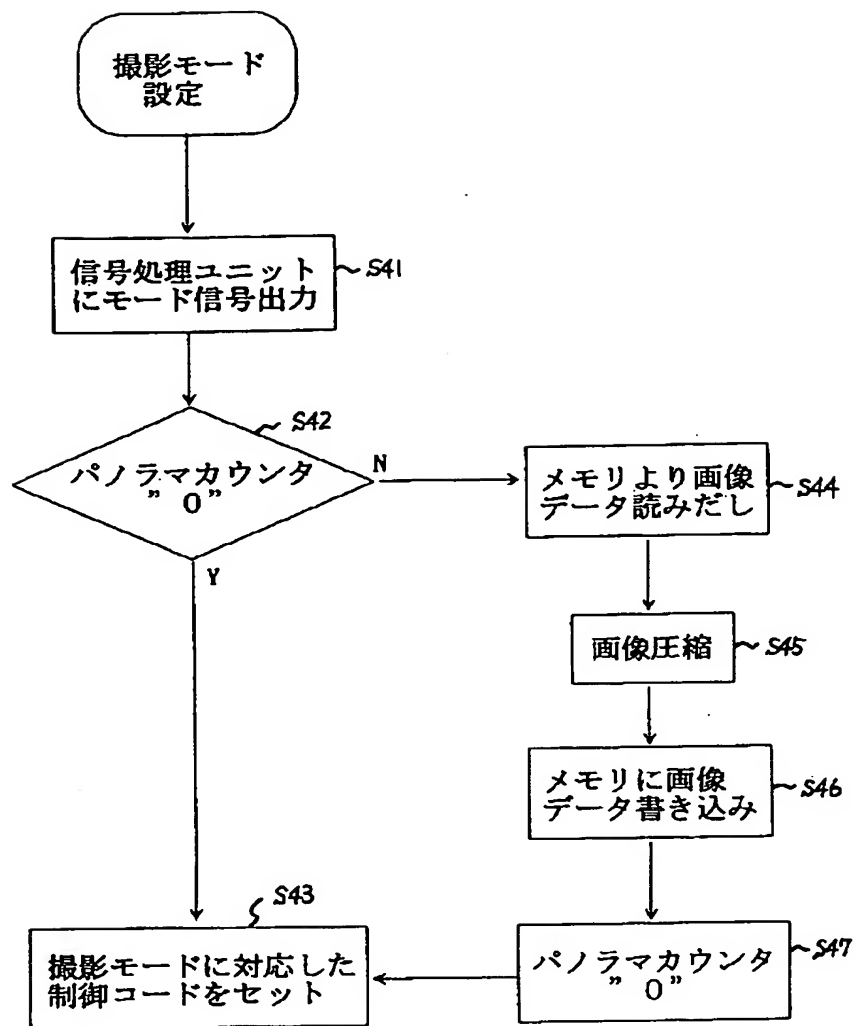 撮影モード
設定
信号処理ユニット
にモード信号出力
S41
S42
パノラマカウンタ
”0”
N
Y
メモリより画像
データ読みだし
S44
画像圧縮
S45
メモリに画像
データ書き込み
S46
S43
撮影モードに対応した
制御コードをセット
パノラマカウンタ
”0”
S47